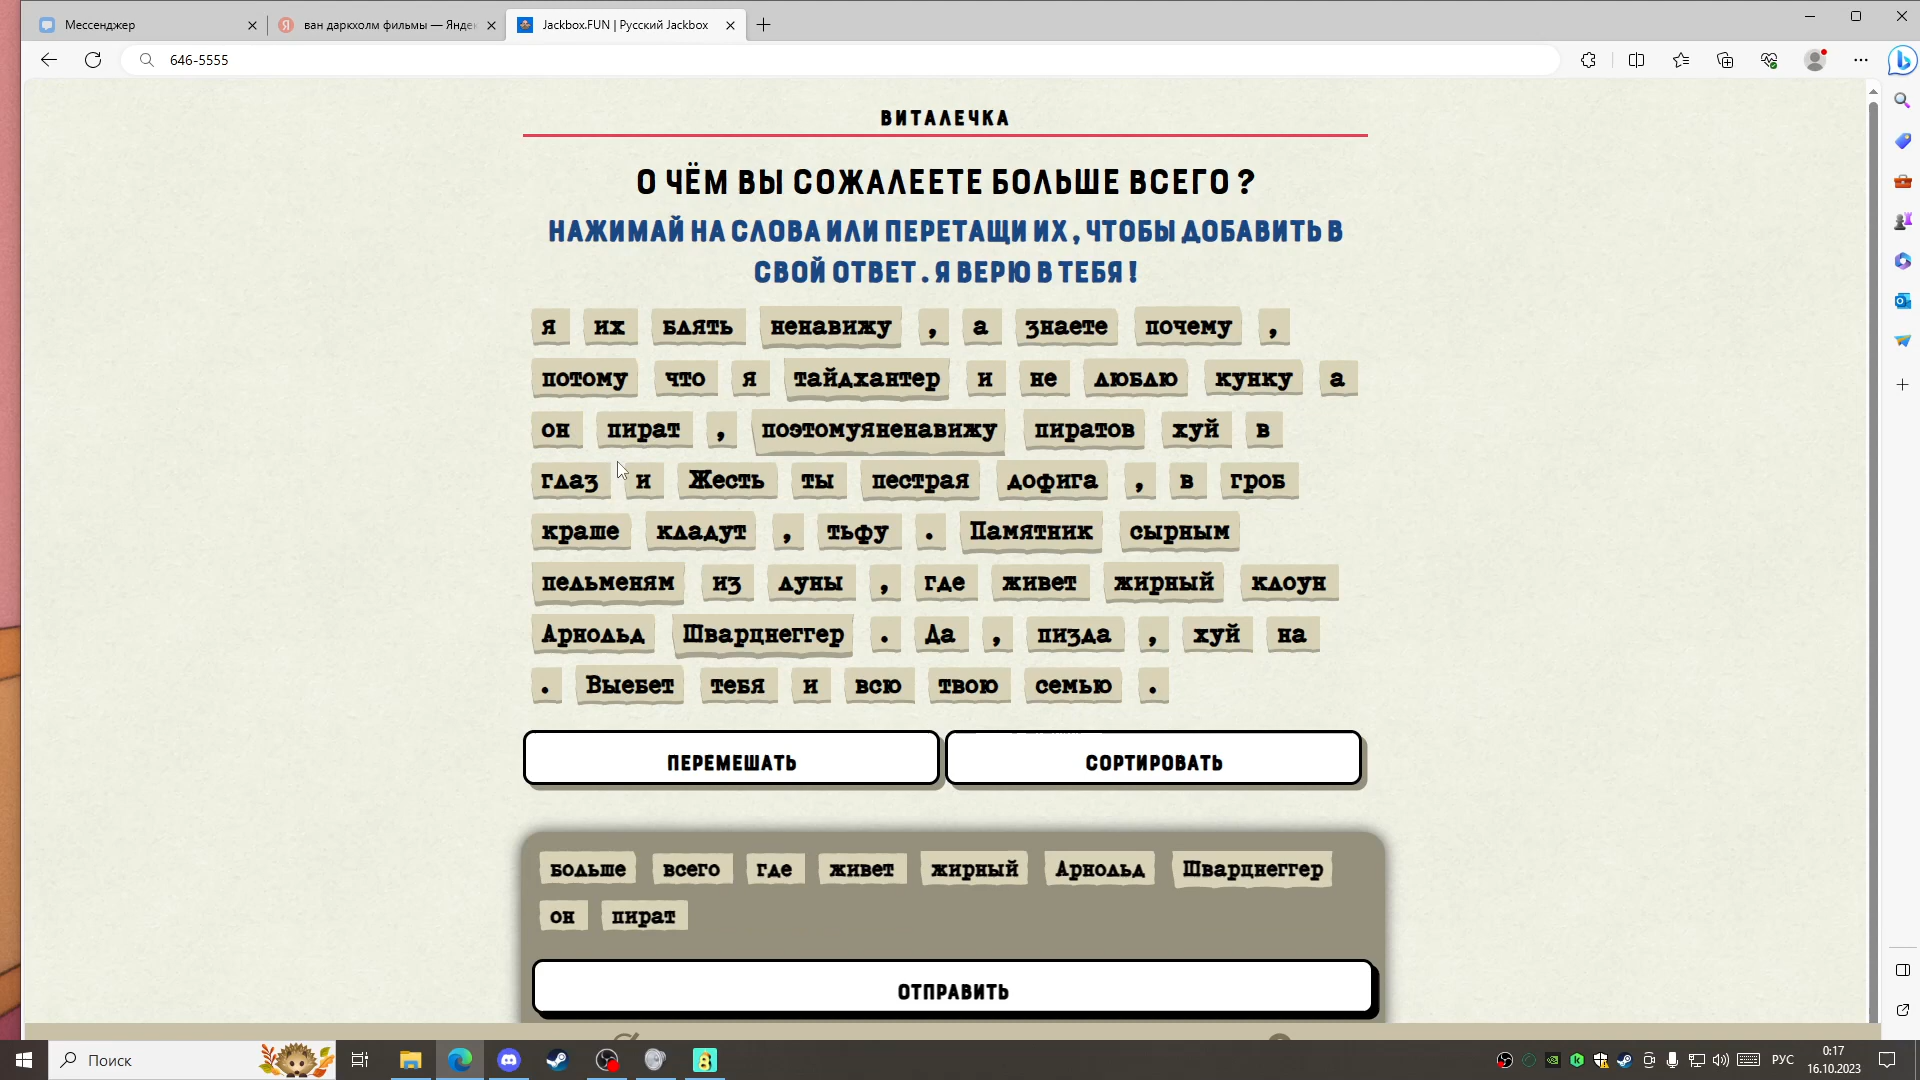 Мессенджер
ван даркхолм фильмы — Яндекс
Jackbox.FUN | Русский Jackbox
646-5555
ВИТАЛЕЧКА
О ЧЁМ ВЫ СОЖАЛЕЕТЕ БОЛЬШЕ ВСЕГО ?
НАЖИМАЙ НА СЛОВА ИЛИ ПЕРЕТАЩИ ИХ , ЧТОБЫ ДОБАВИТЬ В
СВОЙ ОТВЕТ . Я ВЕРЮ В ТЕБЯ !
я их блять ненавижу , а знаете почему ,
потому что я тайдхантер и не люблю кунку а
он пират , поэтомуяненавижу пиратов хуй в
глаз и Жесть ты пестрая дофига , в гроб
краше кладут , тьфу . Памятник сырным
пельменям из луны , где живет жирный клоун
Арнольд Шварцнеггер . Да , пизда , хуй на
. Выебет тебя и всю твою семью .
ПЕРЕМЕШАТЬ СОРТИРОВАТЬ
больше всего где живет жирный Арнольд Шварцнеггер
он пират
ОТПРАВИТЬ
Поиск
РУС
0:17
16.10.2023